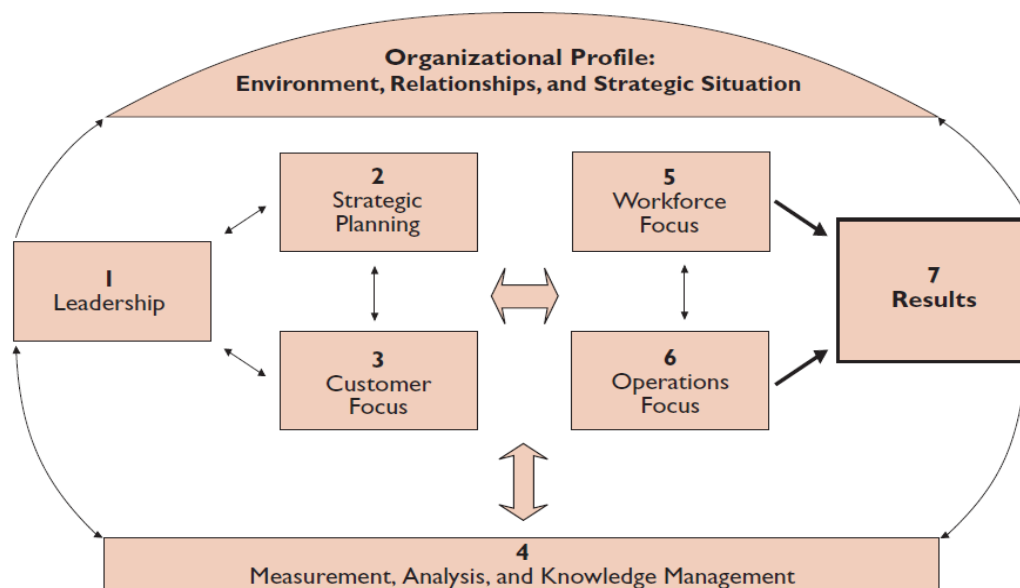 Organizational Profile:
Environment, Relationships, and Strategic Situation
2
Strategic
Planning
5
Workforce
Focus
1
Leadership
7
Results
3
Customer
Focus
6
Operations
Focus
4
Measurement, Analysis, and Knowledge Management